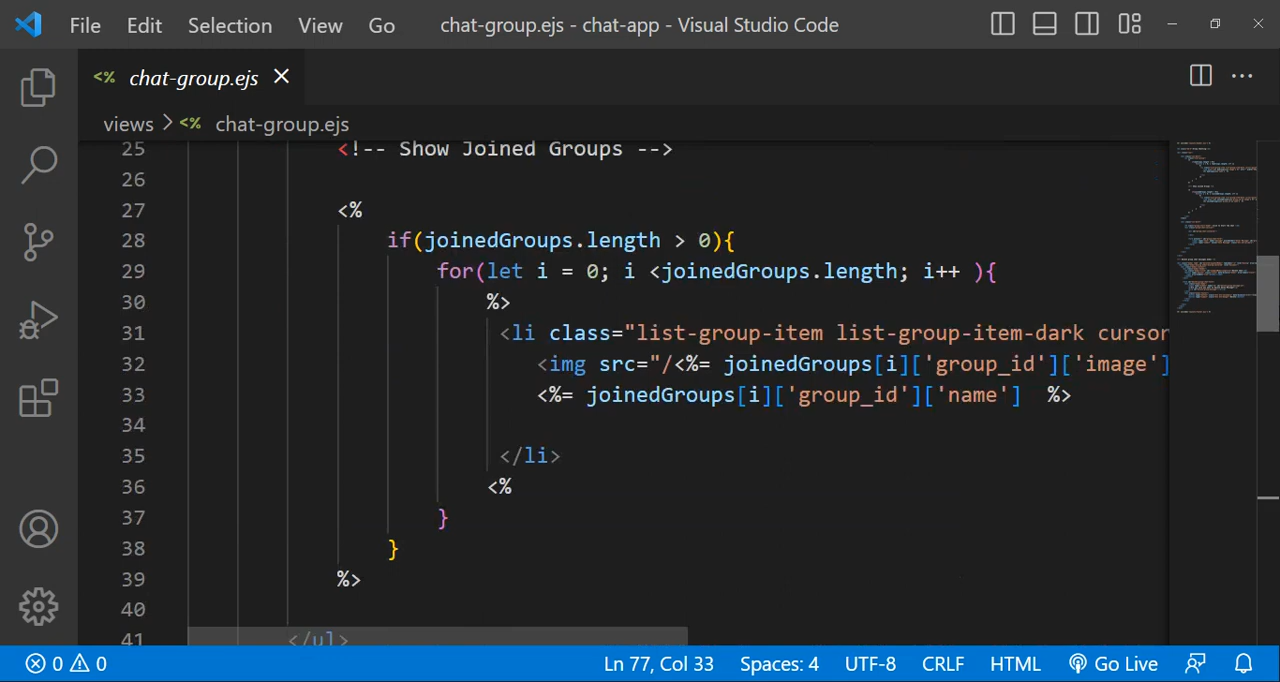 File Edit Selection View Go chat-group.ejs - chat-app - Visual Studio Code
<% chat-group.ejs
views > <% chat-group.ejs
25 <!-- Show Joined Groups -->
26
27 <%
28 if(joinedGroups.length > 0){
29 for(let i = 0; i <joinedGroups.length; i++ ){
30 %>
31 <li class="list-group-item list-group-item-dark cursor
32 <img src="/<%= joinedGroups[i]['group_id']['image']
33 <%= joinedGroups[i]['group_id']['name']  %>
34
35 </li>
36 <%
37 }
38 }
39 %>
40
41 </ul>
0 0 Ln 77, Col 33 Spaces: 4 UTF-8 CRLF HTML Go Live